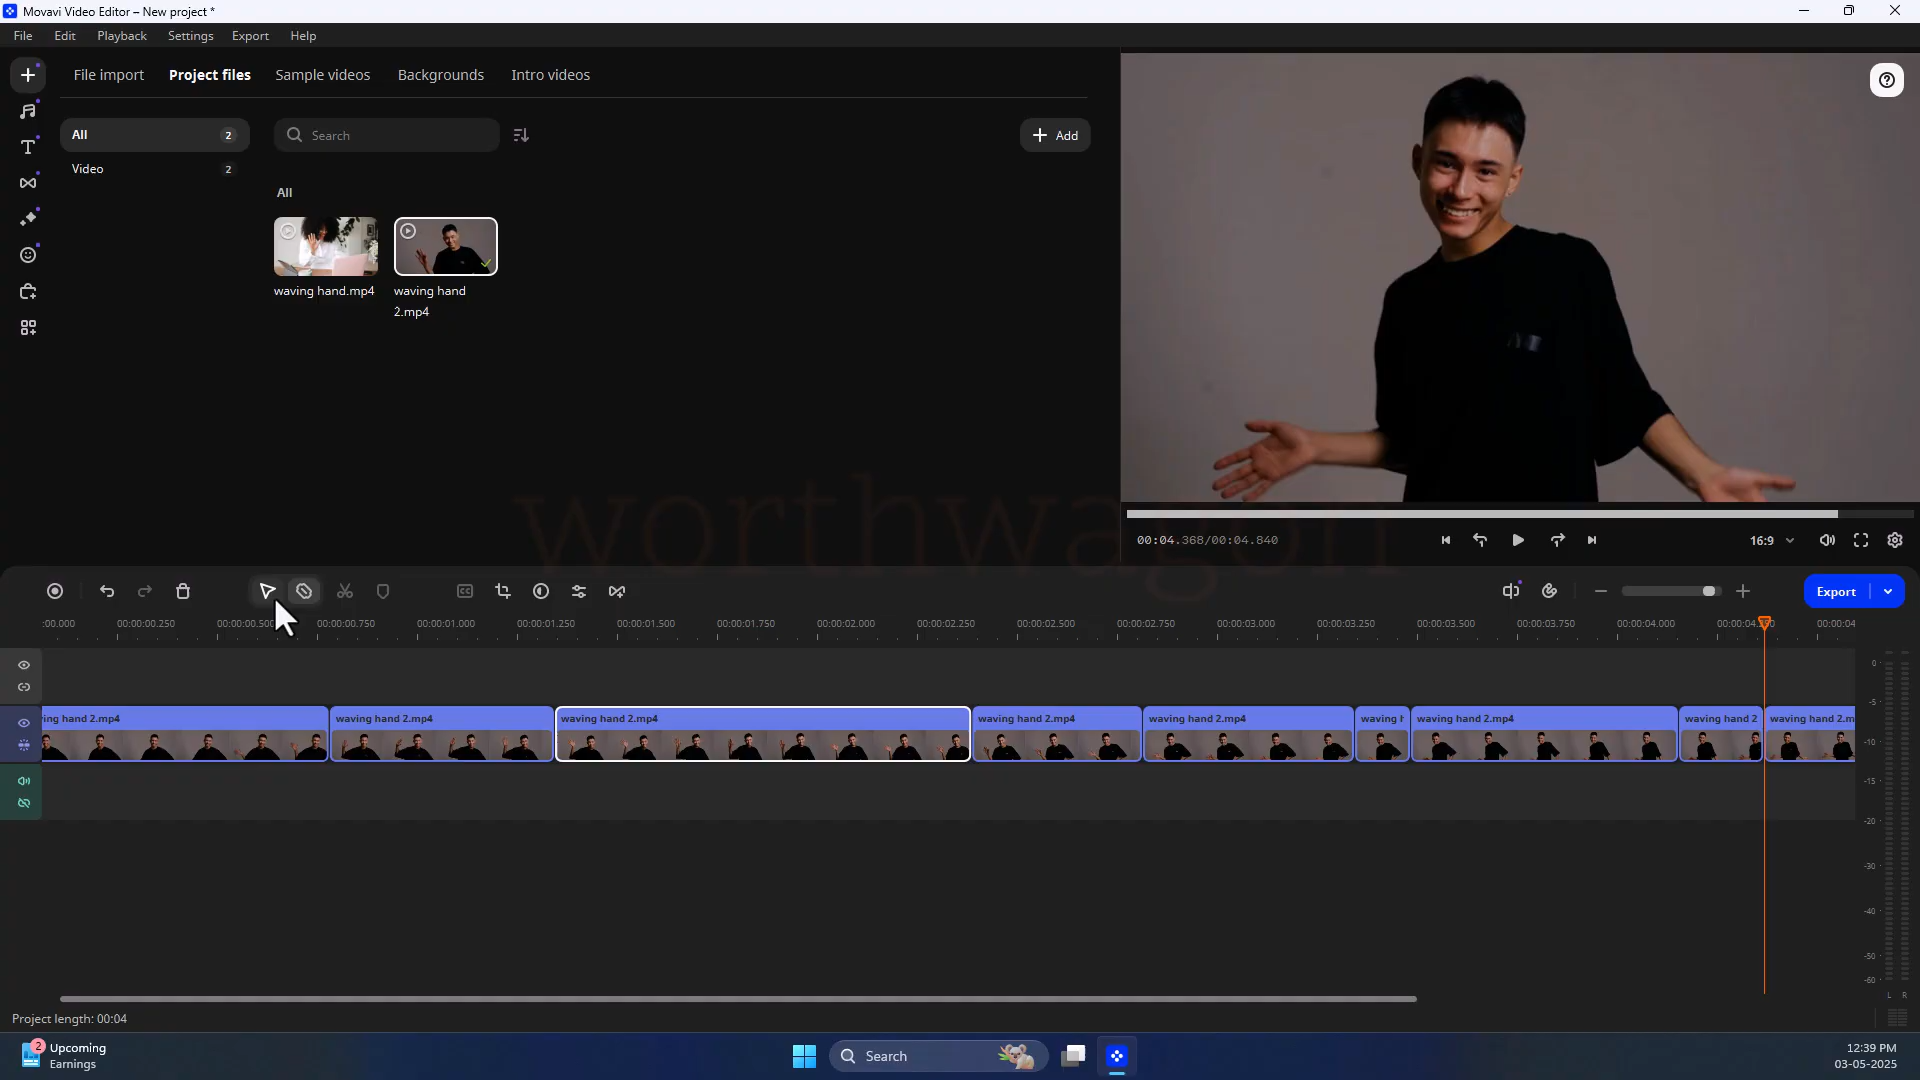 Movavi Video Editor – New project *
File Edit Playback Settings Export Help
File import Project files Sample videos Backgrounds Intro videos
All 2
Search
Add
Video 2
All
waving hand.mp4
waving hand
2.mp4
worthwagon
00:04.368/00:04.840
16:9
Export
:00.000 00:00:00.250 00:00:00.500 00:00:00.750 00:00:01.000 00:00:01.250 00:00:01.500 00:00:01.750 00:00:02.000 00:00:02.250 00:00:02.500 00:00:02.750 00:00:03.000 00:00:03.250 00:00:03.500 00:00:03.750 00:00:04.000 00:00:04
ing hand 2.mp4 waving hand 2.mp4 waving hand 2.mp4 waving hand 2.mp4 waving hand 2.mp4 waving h waving hand 2.mp4 waving hand 2 waving hand 2.m
0
-5
-10
-15
-20
-30
-40
-50
-60
L R
Project length: 00:04
2
Upcoming
Earnings
Search
12:39 PM
03-05-2025